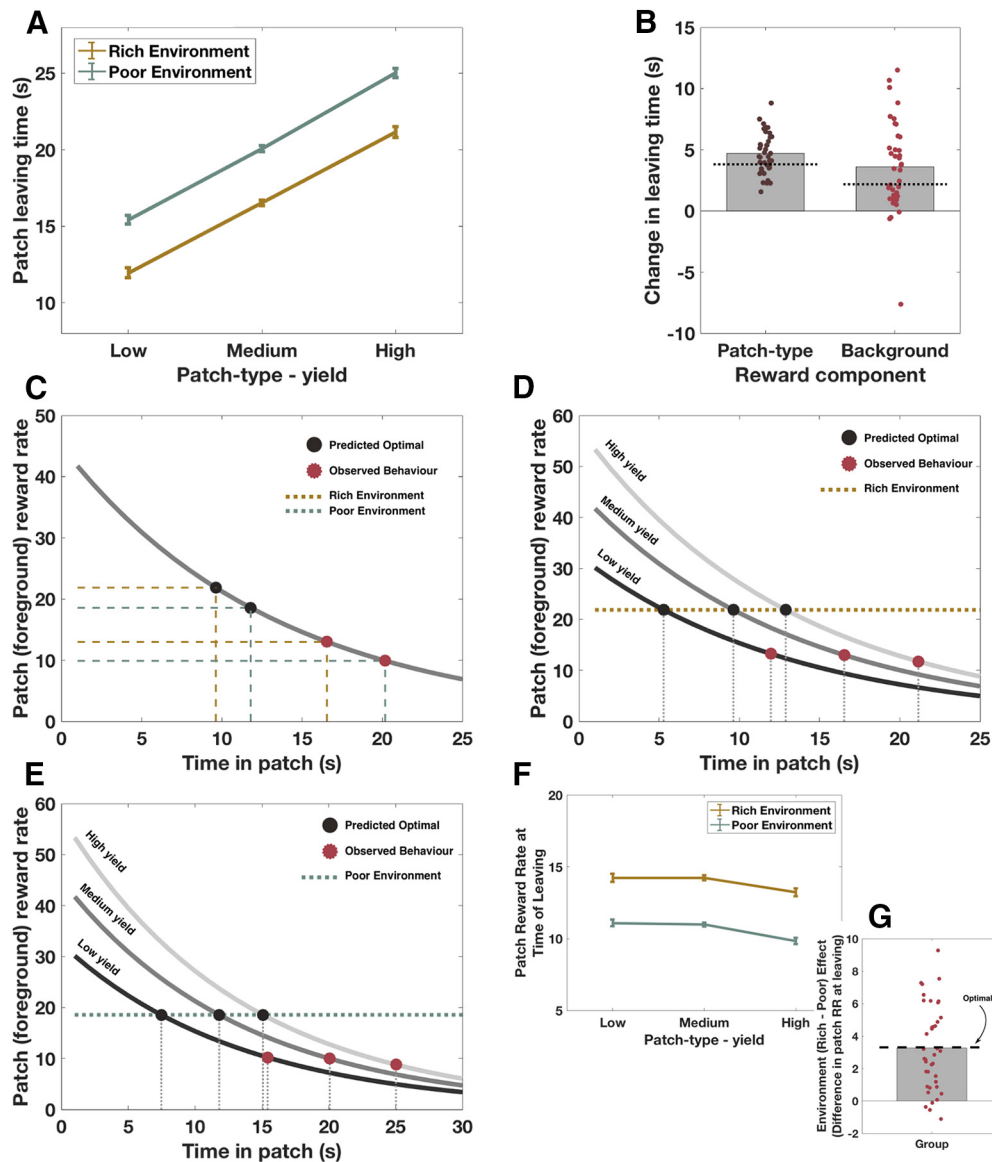 A
Patch leaving time (s)
25
20
15
10
Rich Environment
Poor Environment
Low
Medium
High
Patch-type - yield
B
Change in leaving time (s)
15
10
5
0
-5
-10
Patch-type
Background
Reward component
C
Patch (foreground) reward rate
50
40
30
20
10
0
Predicted Optimal
Observed Behaviour
Rich Environment
Poor Environment
0
5
10
15
20
25
Time in patch (s)
D
Patch (foreground) reward rate
60
50
40
30
20
10
0
High yield
Medium yield
Low yield
Predicted Optimal
Observed Behaviour
Rich Environment
0
5
10
15
20
25
Time in patch (s)
E
Patch (foreground) reward rate
60
50
40
30
20
10
0
High yield
Medium yield
Low yield
Predicted Optimal
Observed Behaviour
Poor Environment
0
5
10
15
20
25
30
Time in patch (s)
F
Patch Reward Rate at
Time of Leaving
20
15
10
5
Rich Environment
Poor Environment
Low
Medium
High
Patch-type - yield
G
Environment (Rich - Poor) Effect
(Difference in patch RR at leaving)
10
8
6
4
2
0
-2
Optimal
Group